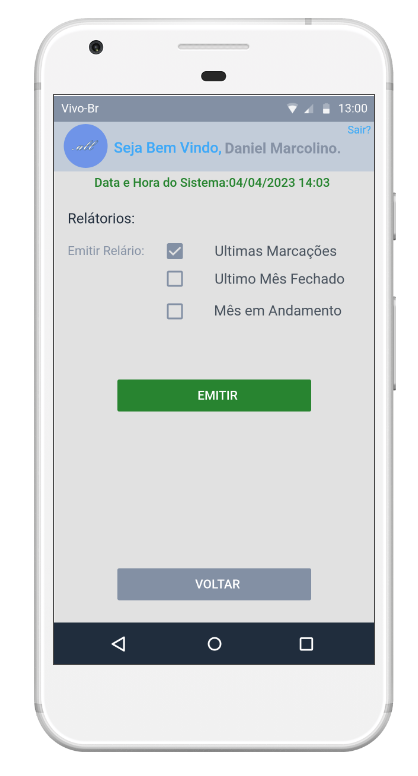 Vivo-Br 13:00
Sair?
Seja Bem Vindo, Daniel Marcolino.
Data e Hora do Sistema:04/04/2023 14:03
Relátorios:
Emitir Relário: Ultimas Marcações
Ultimo Mês Fechado
Mês em Andamento
EMITIR
VOLTAR